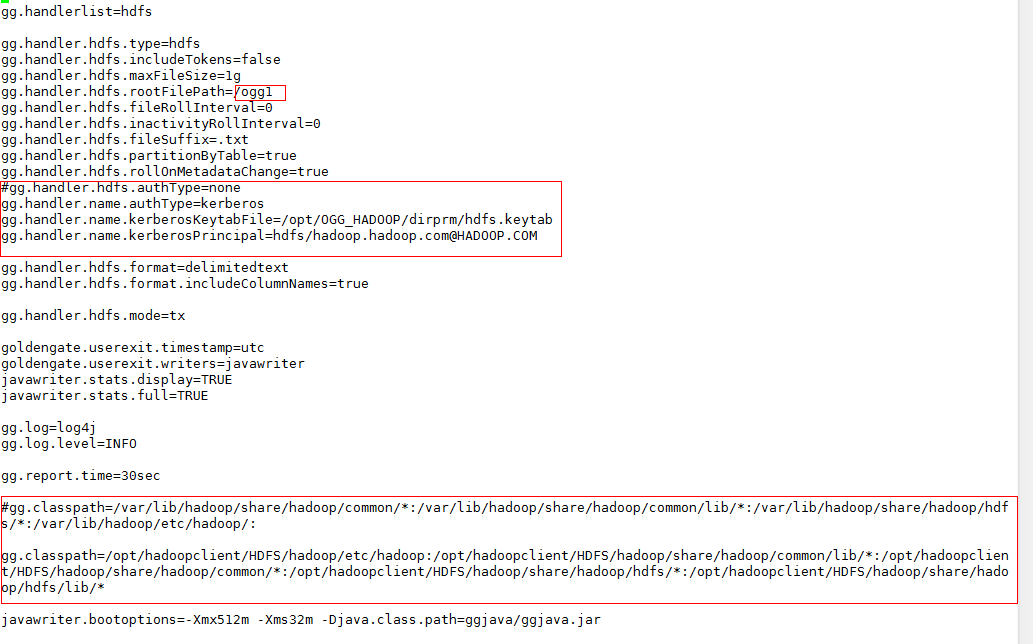 gg.handlerlist=hdfs
gg.handler.hdfs.type=hdfs
gg.handler.hdfs.includeTokens=false
gg.handler.hdfs.maxFileSize=1g
gg.handler.hdfs.rootFilePath=/ogg1
gg.handler.hdfs.fileRollInterval=0
gg.handler.hdfs.inactivityRollInterval=0
gg.handler.hdfs.fileSuffix=.txt
gg.handler.hdfs.partitionByTable=true
gg.handler.hdfs.rollOnMetadataChange=true
#gg.handler.hdfs.authType=none
gg.handler.name.authType=kerberos
gg.handler.name.kerberosKeytabFile=/opt/OGG_HADOOP/dirprm/hdfs.keytab
gg.handler.name.kerberosPrincipal=hdfs/hadoop.hadoop.com@HADOOP.COM
gg.handler.hdfs.format=delimitedtext
gg.handler.hdfs.format.includeColumnNames=true
gg.handler.hdfs.mode=tx
goldengate.userexit.timestamp=utc
goldengate.userexit.writers=javawriter
javawriter.stats.display=TRUE
javawriter.stats.full=TRUE
gg.log=log4j
gg.log.level=INFO
gg.report.time=30sec
#gg.classpath=/var/lib/hadoop/share/hadoop/common/*:/var/lib/hadoop/share/hadoop/common/lib/*:/var/lib/hadoop/share/hadoop/hdf
s/*:/var/lib/hadoop/etc/hadoop/:
gg.classpath=/opt/hadoopclient/HDFS/hadoop/etc/hadoop:/opt/hadoopclient/HDFS/hadoop/share/hadoop/common/lib/*:/opt/hadoopclien
t/HDFS/hadoop/share/hadoop/common/*:/opt/hadoopclient/HDFS/hadoop/share/hadoop/hdfs/*:/opt/hadoopclient/HDFS/hadoop/share/hado
op/hdfs/lib/*
javawriter.bootoptions=-Xmx512m -Xms32m -Djava.class.path=ggjava/ggjava.jar